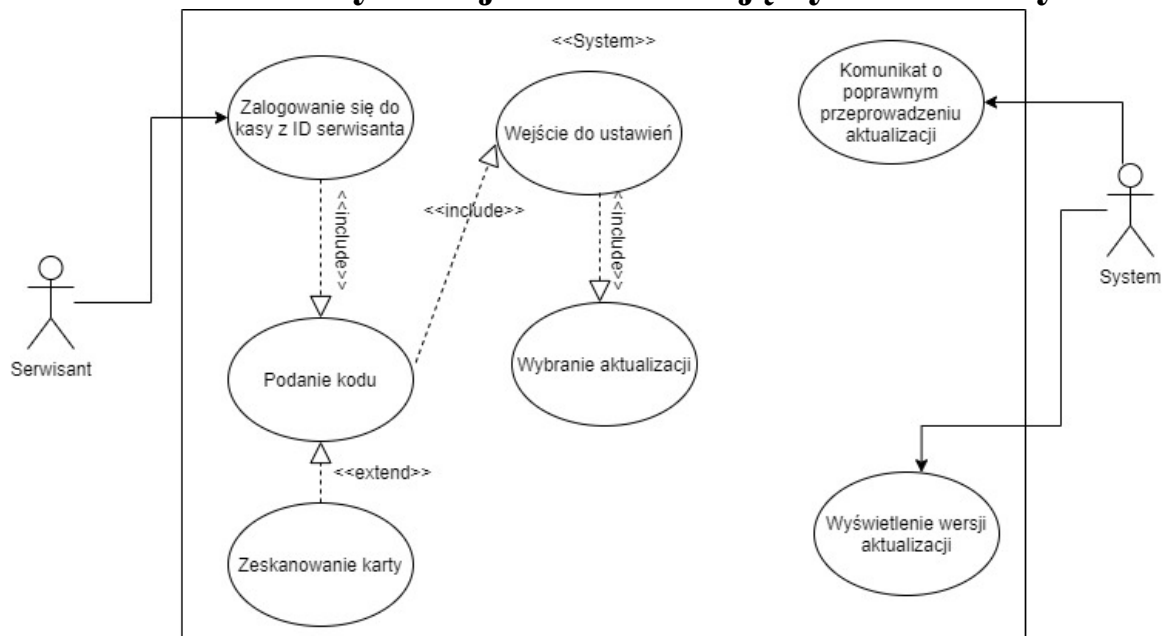 <<System>>
Zalogowanie się do
kasy z ID serwisanta
Wejście do ustawień
Komunikat o
poprawnym
przeprowadzeniu
aktualizacji
<<include>>
<<include>>
<<include>>
System
Serwisant
Podanie kodu
Wybranie aktualizacji
<<extend>>
Zeskanowanie karty
Wyświetlenie wersji
aktualizacji